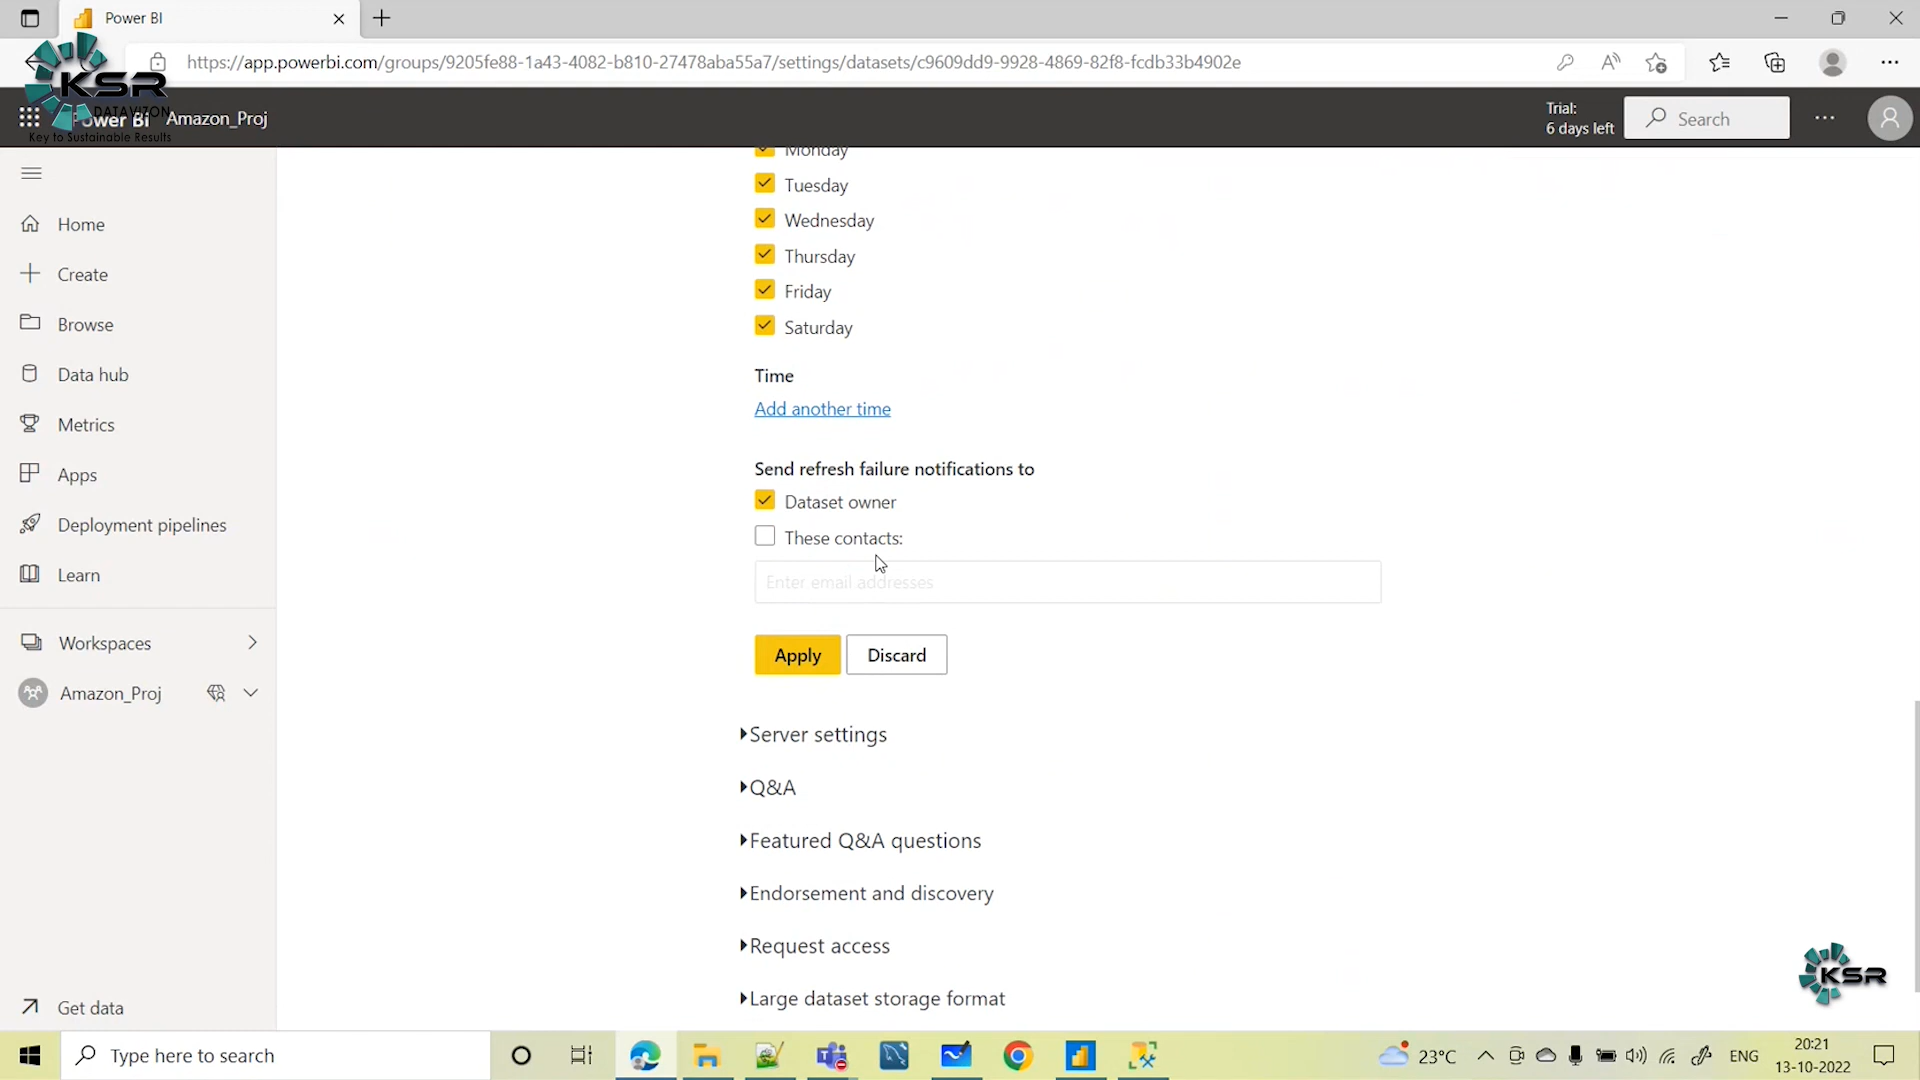 Power BI
https://app.powerbi.com/groups/9205fe88-1a43-4082-b810-27478aba55a7/settings/datasets/c9609dd9-9928-4869-82f8-fcdb33b4902e
KSR
DATAVIZON
Key to Sustainable Results
Power BI Amazon_Proj
Trial:
6 days left
Search
Home
Create
Browse
Data hub
Metrics
Apps
Deployment pipelines
Learn
Workspaces
Amazon_Proj
Get data
Monday
Tuesday
Wednesday
Thursday
Friday
Saturday
Time
Add another time
Send refresh failure notifications to
Dataset owner
These contacts:
Enter email addresses
Apply Discard
Server settings
Q&A
Featured Q&A questions
Endorsement and discovery
Request access
Large dataset storage format
KSR
Type here to search
23°C
ENG
20:21
13-10-2022